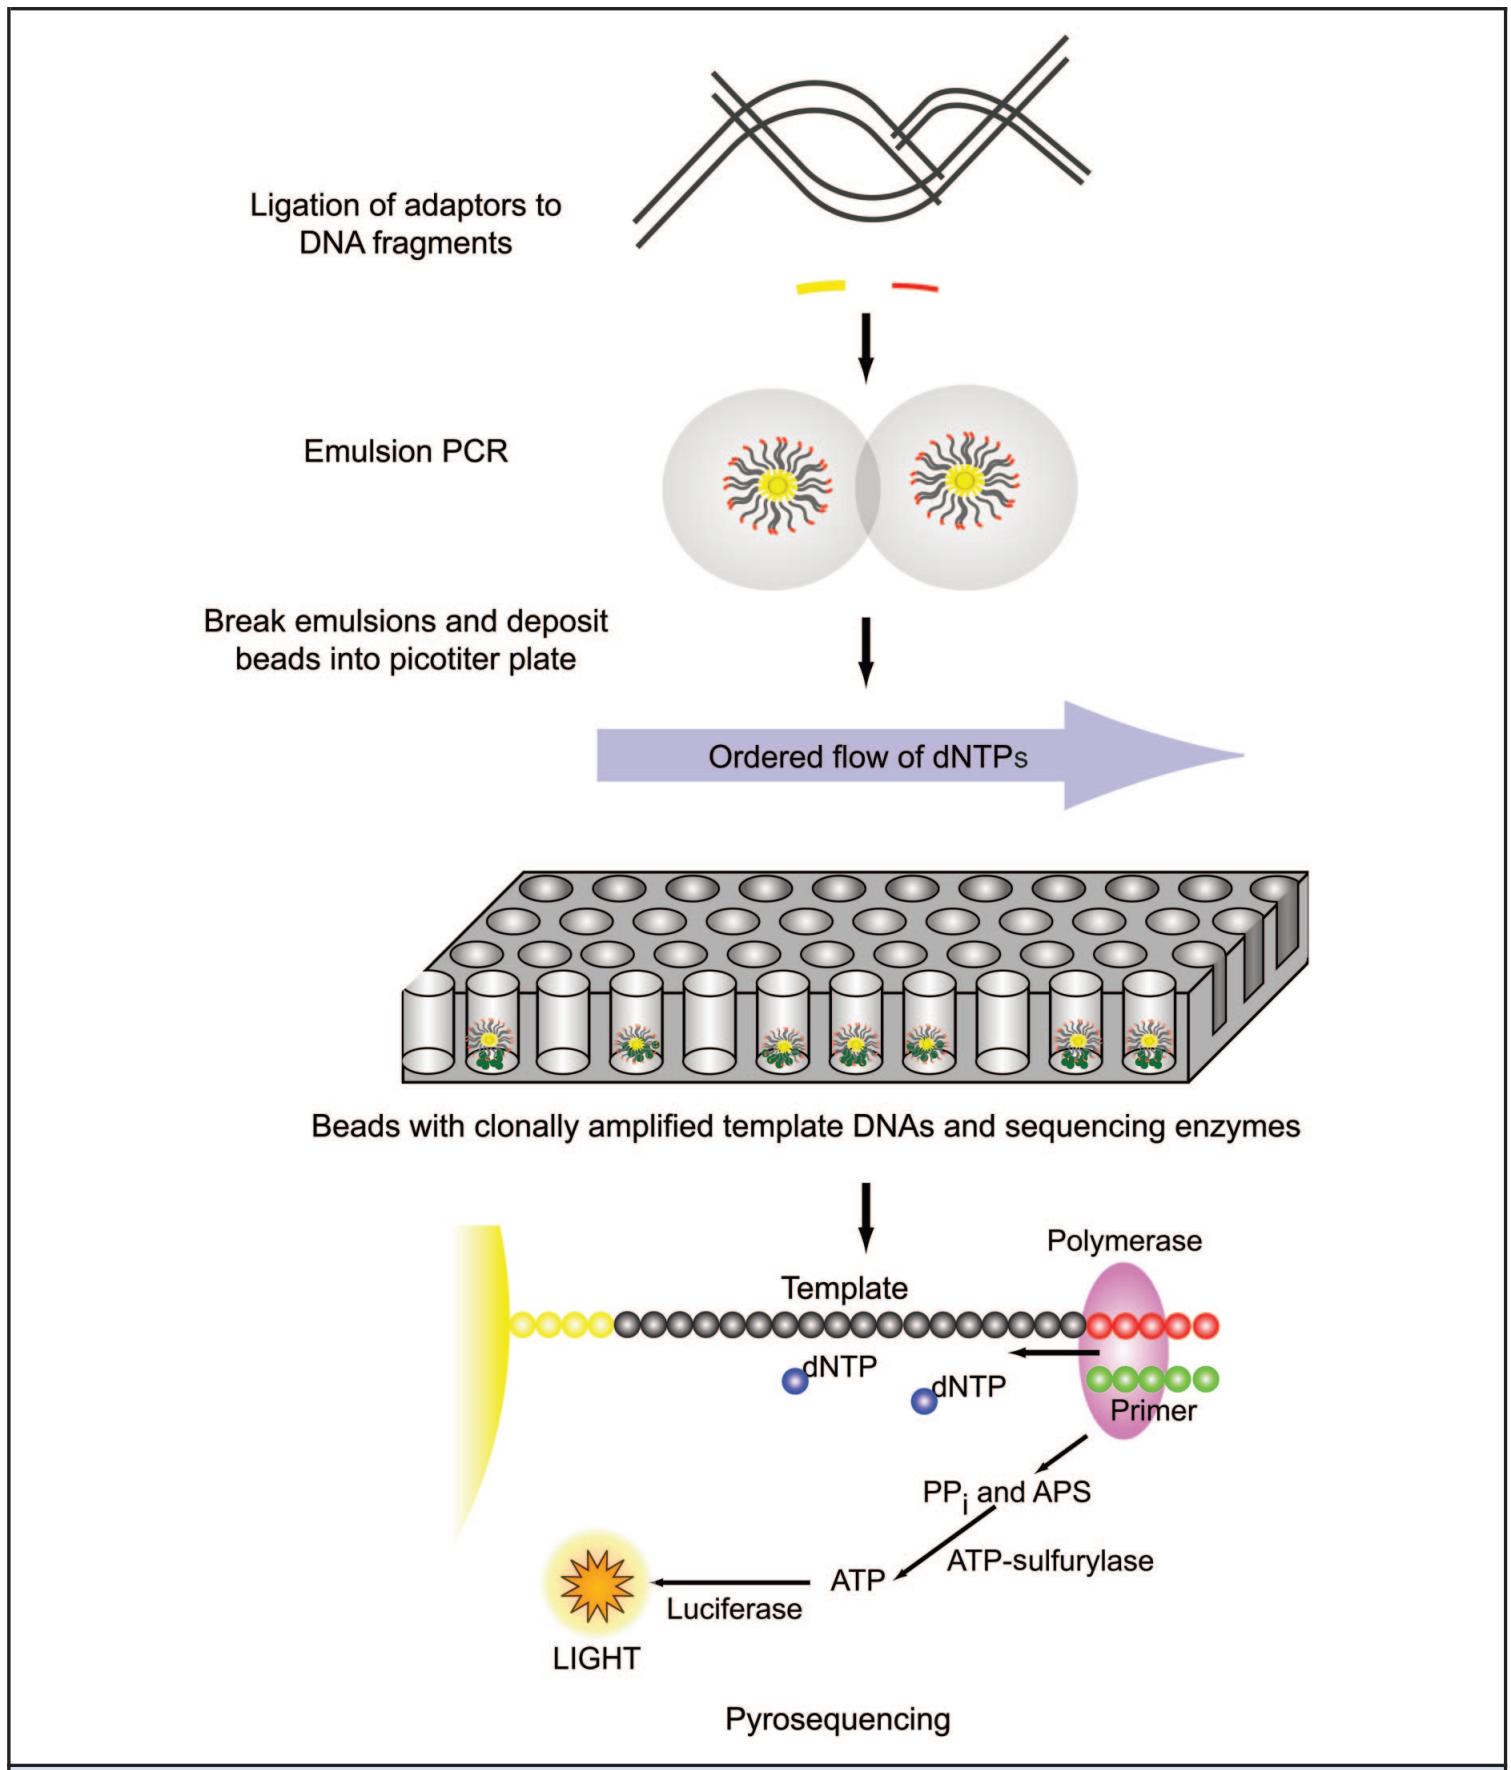 Ligation of adaptors to
DNA fragments
Emulsion PCR
Break emulsions and deposit
beads into picotiter plate
Ordered flow of dNTPs
Beads with clonally amplified template DNAs and sequencing enzymes
Polymerase
Template
dNTP
dNTP
Primer
PPi and APS
ATP-sulfurylase
ATP
Luciferase
LIGHT
Pyrosequencing